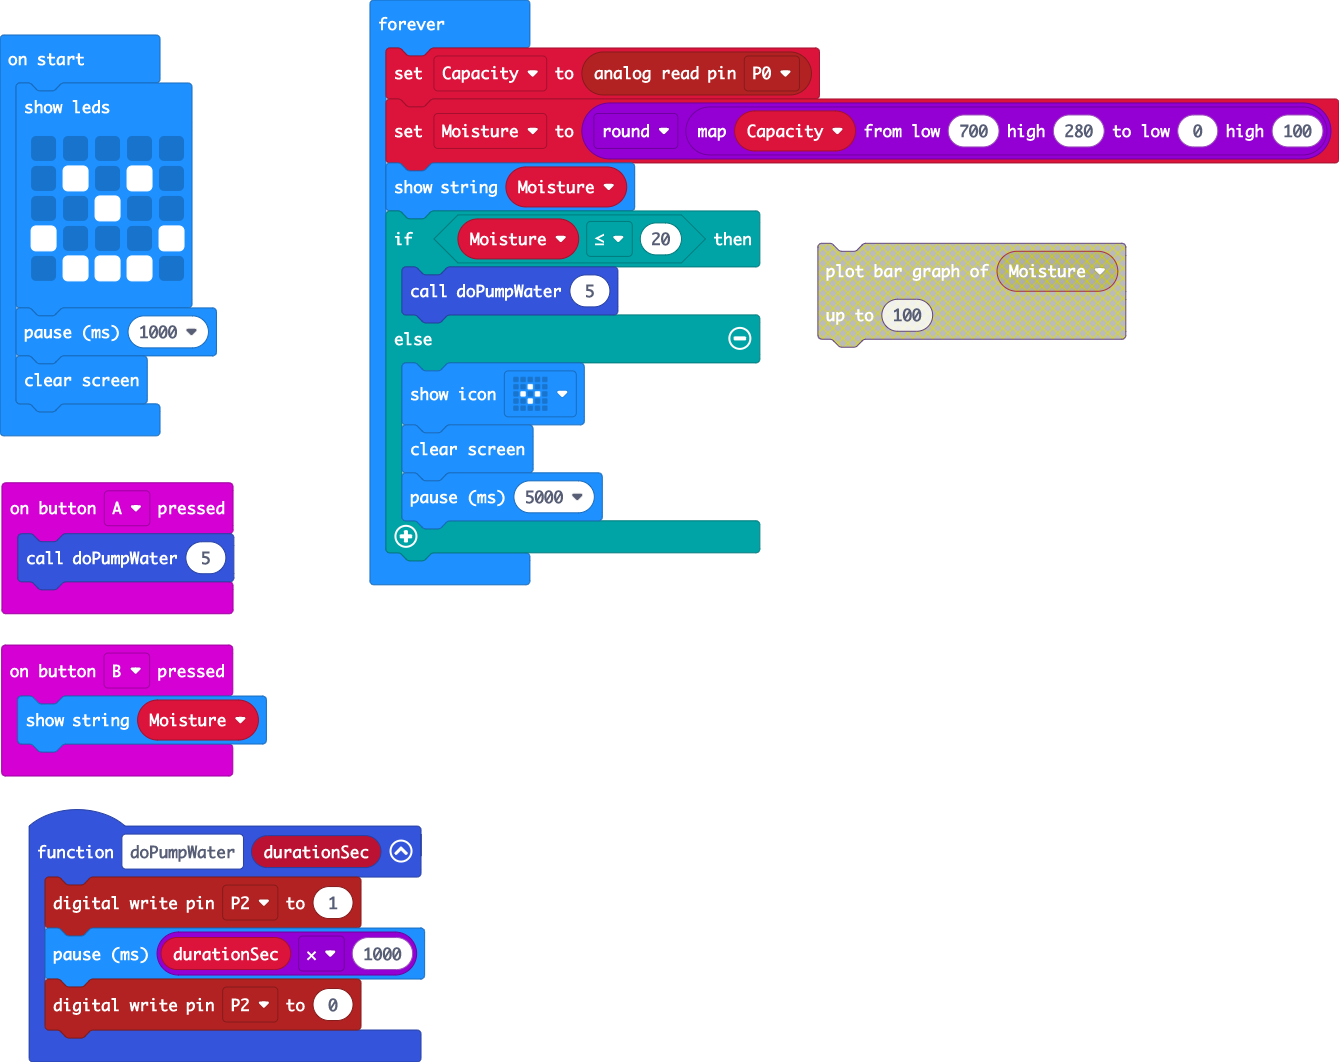 on start
show leds
pause (ms) 1000
clear screen
on button A pressed
call doPumpWater 5
on button B pressed
show string Moisture
function doPumpWater durationSec
digital write pin P2 to 1
pause (ms) durationSec × 1000
digital write pin P2 to 0
forever
set Capacity to analog read pin P0
set Moisture to round map Capacity from low 700 high 280 to low 0 high 100
show string Moisture
if Moisture ≤ 20 then
call doPumpWater 5
else
show icon
clear screen
pause (ms) 5000
plot bar graph of Moisture
up to 100